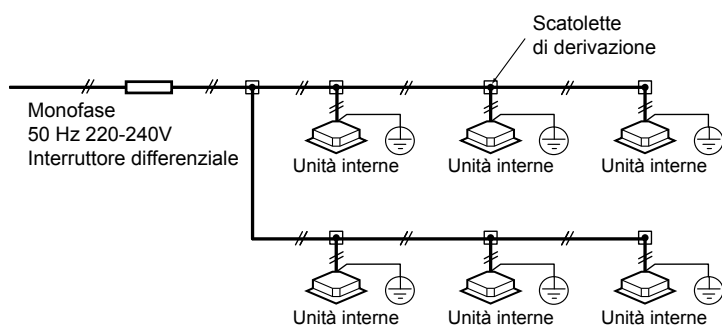 Scatolette
di derivazione
Monofase
50 Hz 220-240V
Interruttore differenziale
Unità interne
Unità interne
Unità interne
Unità interne
Unità interne
Unità interne